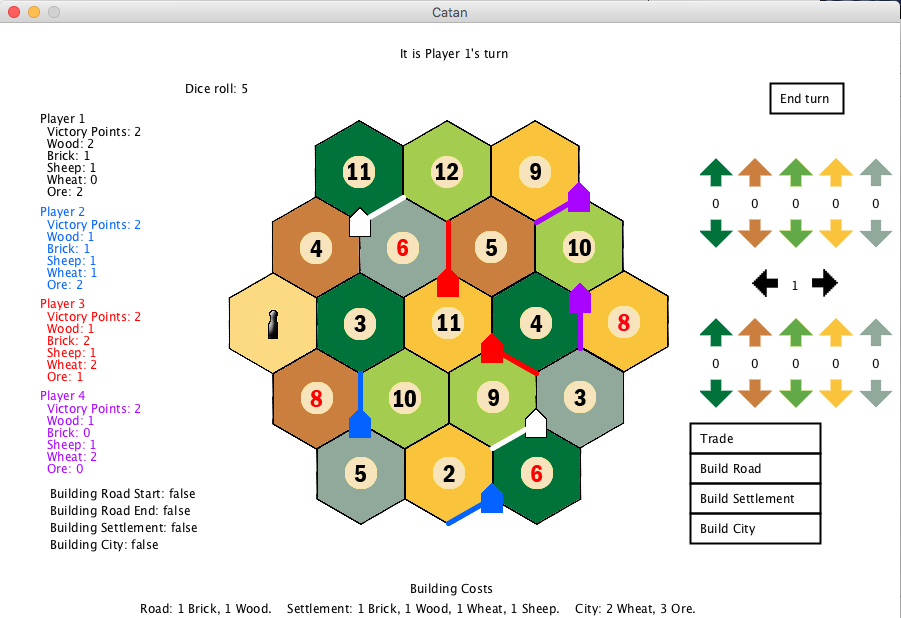 Catan
It is Player 1's turn
Dice roll: 5
End turn
Player 1
Victory Points: 2
Wood: 2
Brick: 1
Sheep: 1
Wheat: 0
Ore: 2
Player 2
Victory Points: 2
Wood: 1
Brick: 1
Sheep: 1
Wheat: 1
Ore: 2
Player 3
Victory Points: 2
Wood: 1
Brick: 2
Sheep: 1
Wheat: 2
Ore: 1
Player 4
Victory Points: 2
Wood: 1
Brick: 0
Sheep: 1
Wheat: 2
Ore: 0
Building Road Start: false
Building Road End: false
Building Settlement: false
Building City: false
11 12 9
4 6 5 10
3 11 4 8
8 10 9 3
5 2 6
0 0 0 0 0
1
0 0 0 0 0
Trade
Build Road
Build Settlement
Build City
Building Costs
Road: 1 Brick, 1 Wood. Settlement: 1 Brick, 1 Wood, 1 Wheat, 1 Sheep. City: 2 Wheat, 3 Ore.